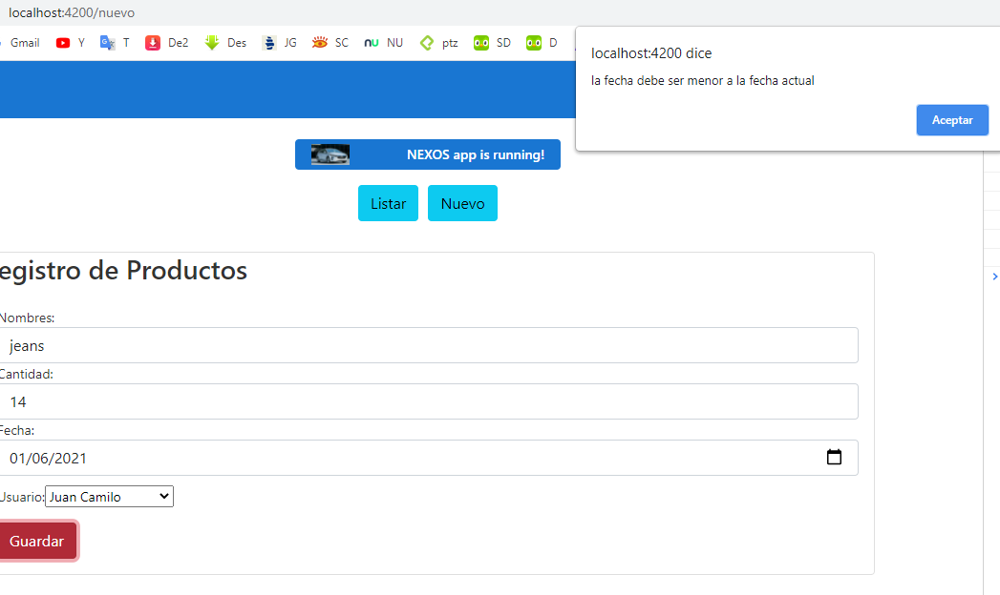 localhost:4200/nuevo
Gmail Y T De2 Des JG SC nu NU ptz SD D
localhost:4200 dice
la fecha debe ser menor a la fecha actual
Aceptar
NEXOS app is running!
Listar Nuevo
egistro de Productos
Nombres:
jeans
Cantidad:
14
Fecha:
01/06/2021
Usuario: Juan Camilo
Guardar